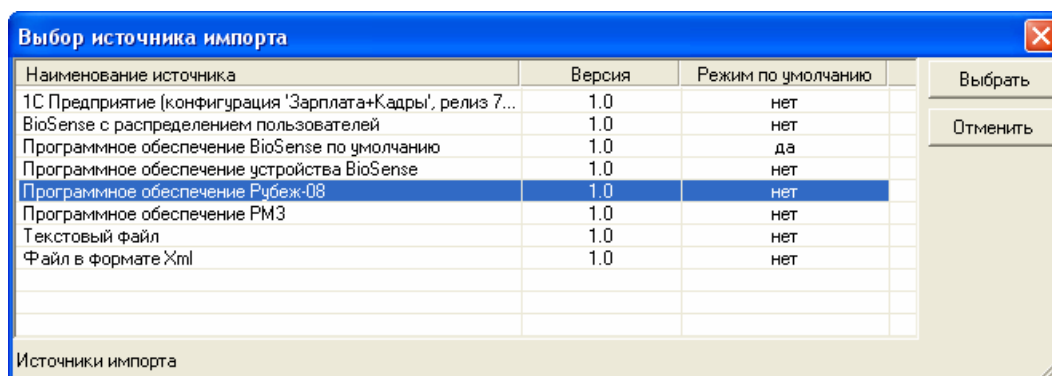 Выбор источника импорта
Наименование источника Версия Режим по умолчанию Выбрать
1С Предприятие (конфигурация 'Зарплата+Кадры', релиз 7... 1.0 нет
BioSense с распределением пользователей 1.0 нет Отменить
Программное обеспечение BioSense по умолчанию 1.0 да
Программное обеспечение устройства BioSense 1.0 нет
Программное обеспечение Рубеж-08 1.0 нет
Программное обеспечение РМЗ 1.0 нет
Текстовый файл 1.0 нет
Файл в формате Xml 1.0 нет
Источники импорта